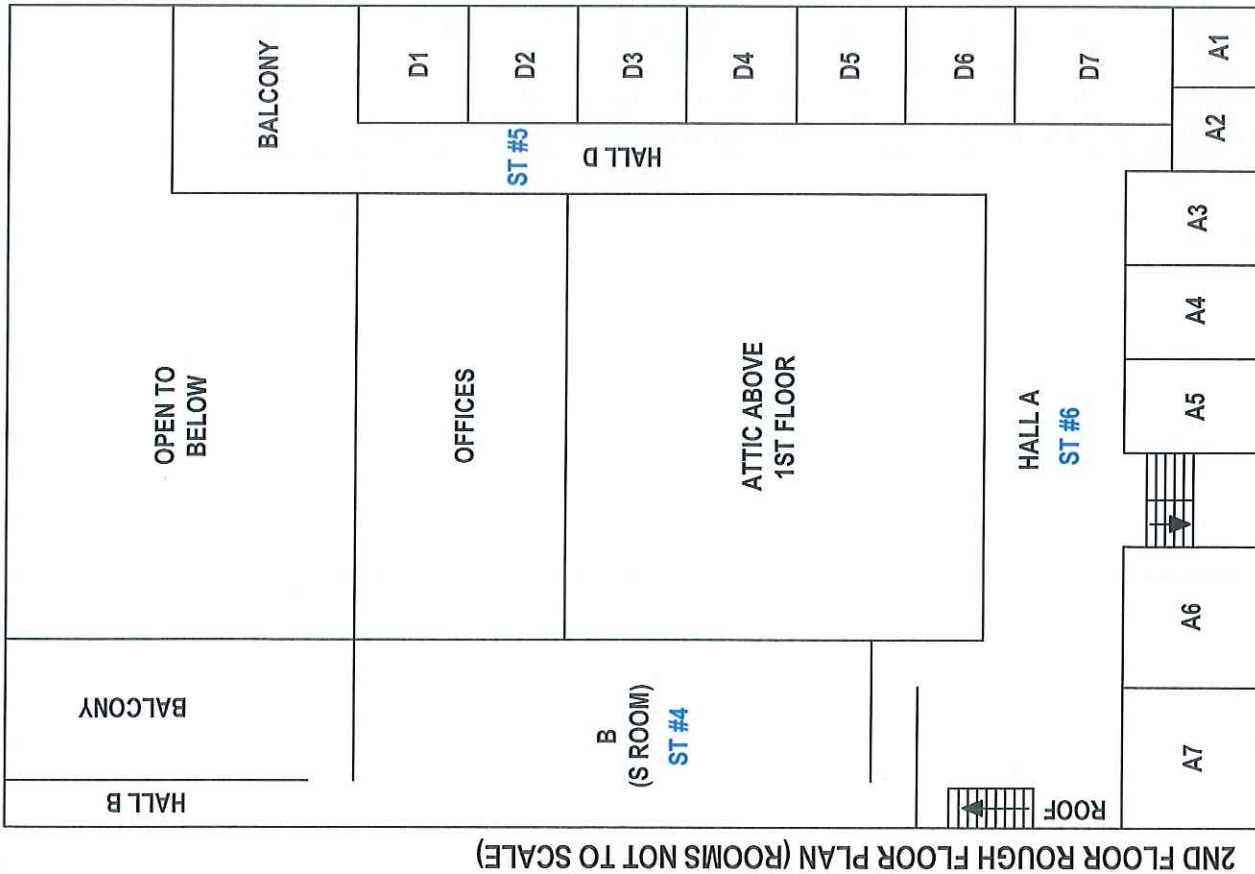 2ND FLOOR ROUGH FLOOR PLAN (ROOMS NOT TO SCALE)
OPEN TO
BELOW
BALCONY
BALCONY
HALL B
D1
D2
D3
D4
D5
D6
D7
ST #5
HALL D
OFFICES
ATTIC ABOVE
1ST FLOOR
B
(S ROOM)
ST #4
HALL A
ST #6
ROOF
A1
A2
A3
A4
A5
A6
A7